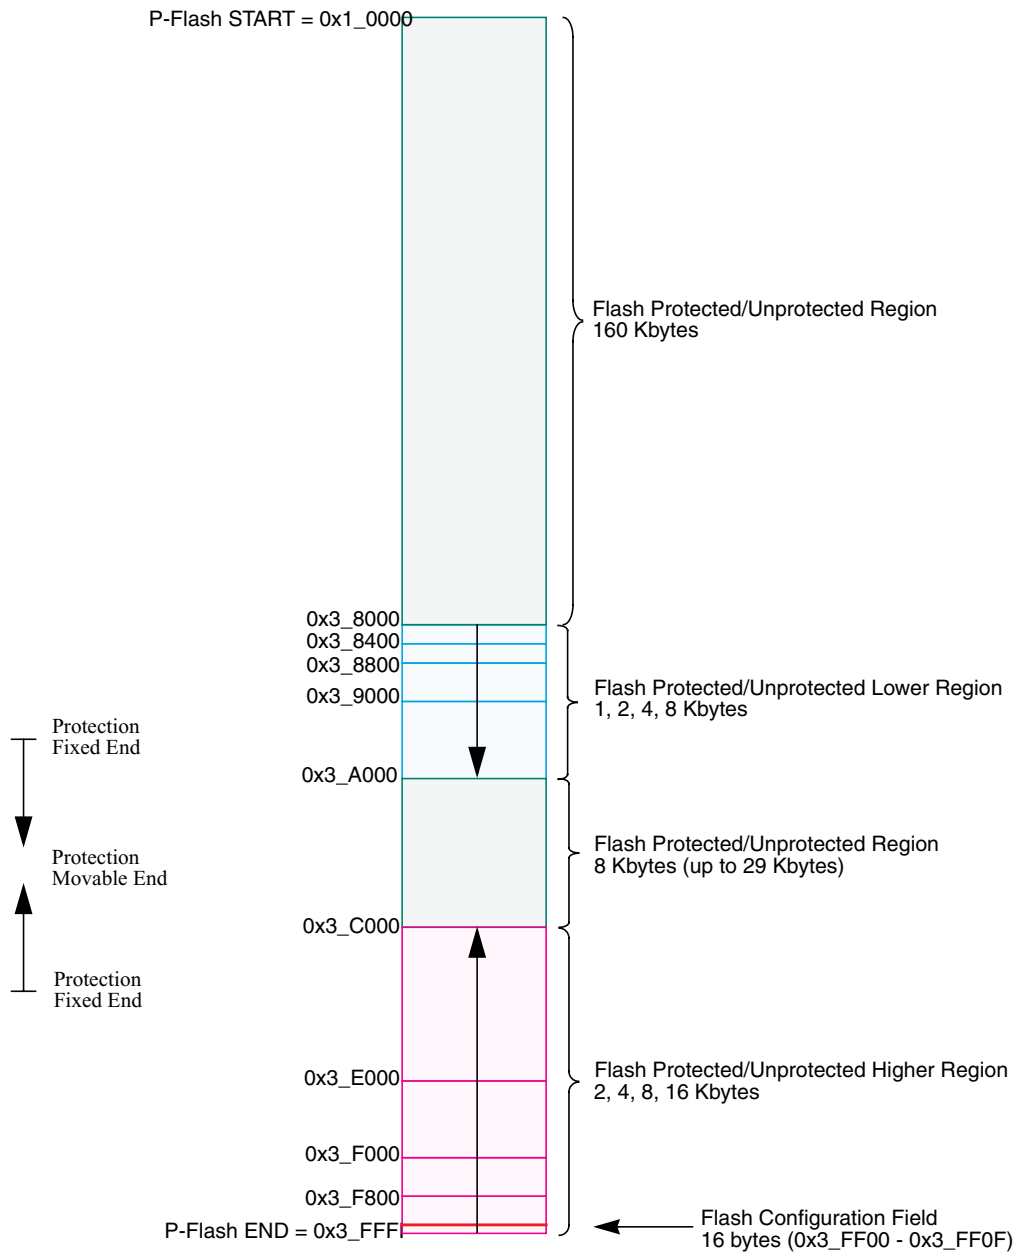 P-Flash START = 0x1_0000
Flash Protected/Unprotected Region
160 Kbytes
0x3_8000
0x3_8400
0x3_8800
0x3_9000
Flash Protected/Unprotected Lower Region
1, 2, 4, 8 Kbytes
Protection
Fixed End
0x3_A000
Flash Protected/Unprotected Region
8 Kbytes (up to 29 Kbytes)
Protection
Movable End
0x3_C000
Protection
Fixed End
Flash Protected/Unprotected Higher Region
2, 4, 8, 16 Kbytes
0x3_E000
0x3_F000
0x3_F800
P-Flash END = 0x3_FFF
Flash Configuration Field
16 bytes (0x3_FF00 - 0x3_FF0F)